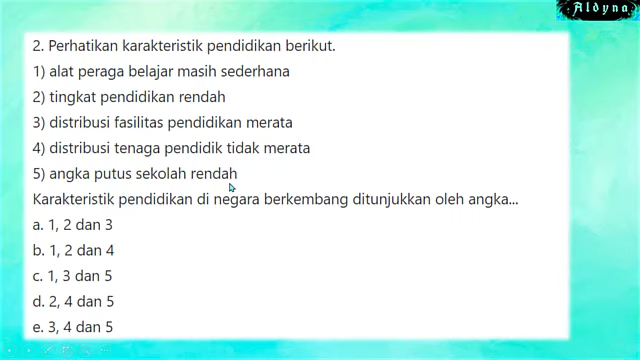 Aldyna
2. Perhatikan karakteristik pendidikan berikut.
1) alat peraga belajar masih sederhana
2) tingkat pendidikan rendah
3) distribusi fasilitas pendidikan merata
4) distribusi tenaga pendidik tidak merata
5) angka putus sekolah rendah
Karakteristik pendidikan di negara berkembang ditunjukkan oleh angka...
a. 1, 2 dan 3
b. 1, 2 dan 4
c. 1, 3 dan 5
d. 2, 4 dan 5
e. 3, 4 dan 5